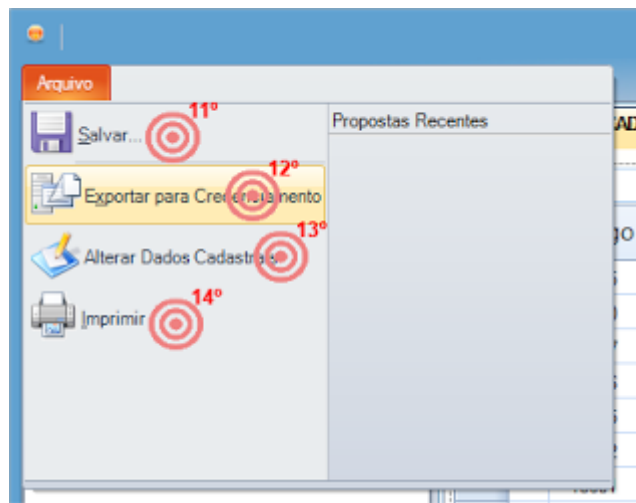 Arquivo
11º
Salvar...
Propostas Recentes
12º
Exportar para Credenciamento
13º
Alterar Dados Cadastrais
14º
Imprimir